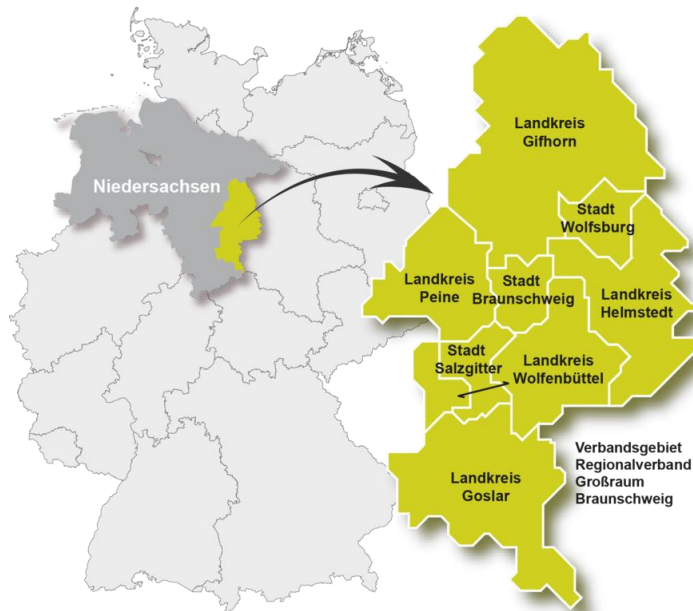 Niedersachsen
Landkreis
Gifhorn
Stadt
Wolfsburg
Landkreis
Peine
Stadt
Braunschweig
Landkreis
Helmstedt
Stadt
Salzgitter
Landkreis
Wolfenbüttel
Landkreis
Goslar
Verbandsgebiet
Regionalverband
Großraum
Braunschweig